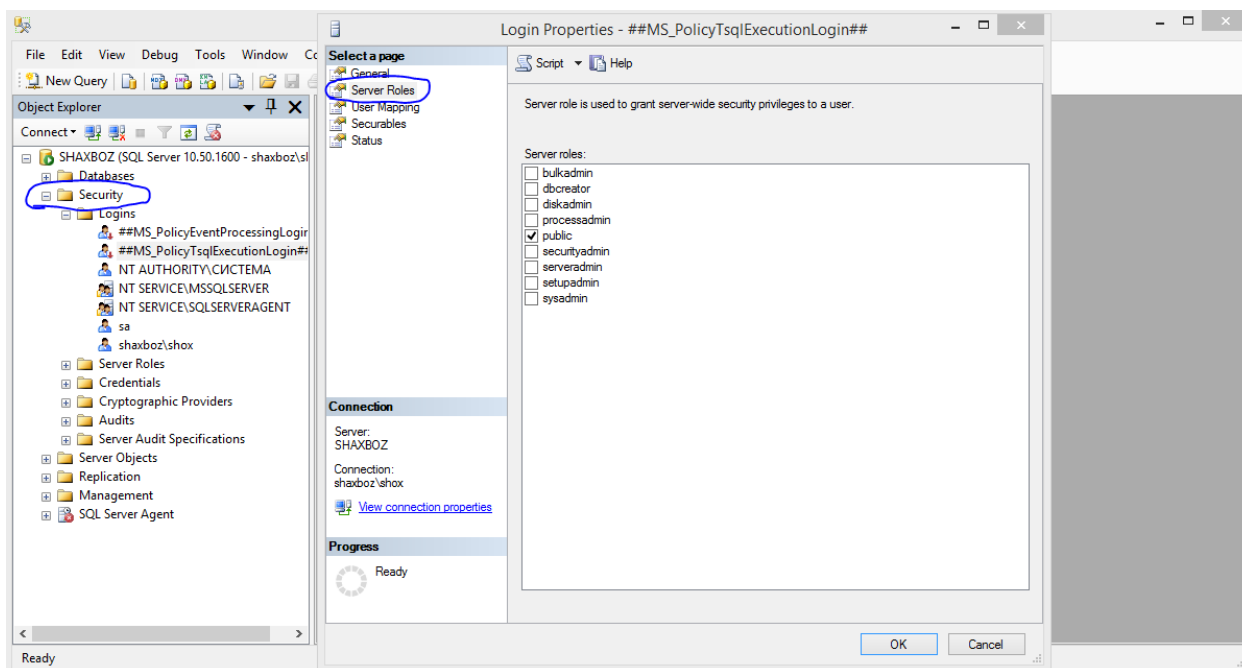 Login Properties - ##MS_PolicyTsqlExecutionLogin##
File Edit View Debug Tools Window
New Query
Object Explorer
Connect
SHAXBOZ (SQL Server 10.50.1600 - shaxboz\sl
Databases
Security
Logins
##MS_PolicyEventProcessingLogin
##MS_PolicyTsqlExecutionLogin##
NT AUTHORITY\СИСТЕМА
NT SERVICE\MSSQLSERVER
NT SERVICE\SQLSERVERAGENT
sa
shaxboz\shox
Server Roles
Credentials
Cryptographic Providers
Audits
Server Audit Specifications
Server Objects
Replication
Management
SQL Server Agent
Ready
Select a page
General
Server Roles
User Mapping
Securables
Status
Connection
Server:
SHAXBOZ
Connection:
shaxboz\shox
View connection properties
Progress
Ready
Script Help
Server role is used to grant server-wide security privileges to a user.
Server roles:
bulkadmin
dbcreator
diskadmin
processadmin
public
securityadmin
serveradmin
setupadmin
sysadmin
OK Cancel